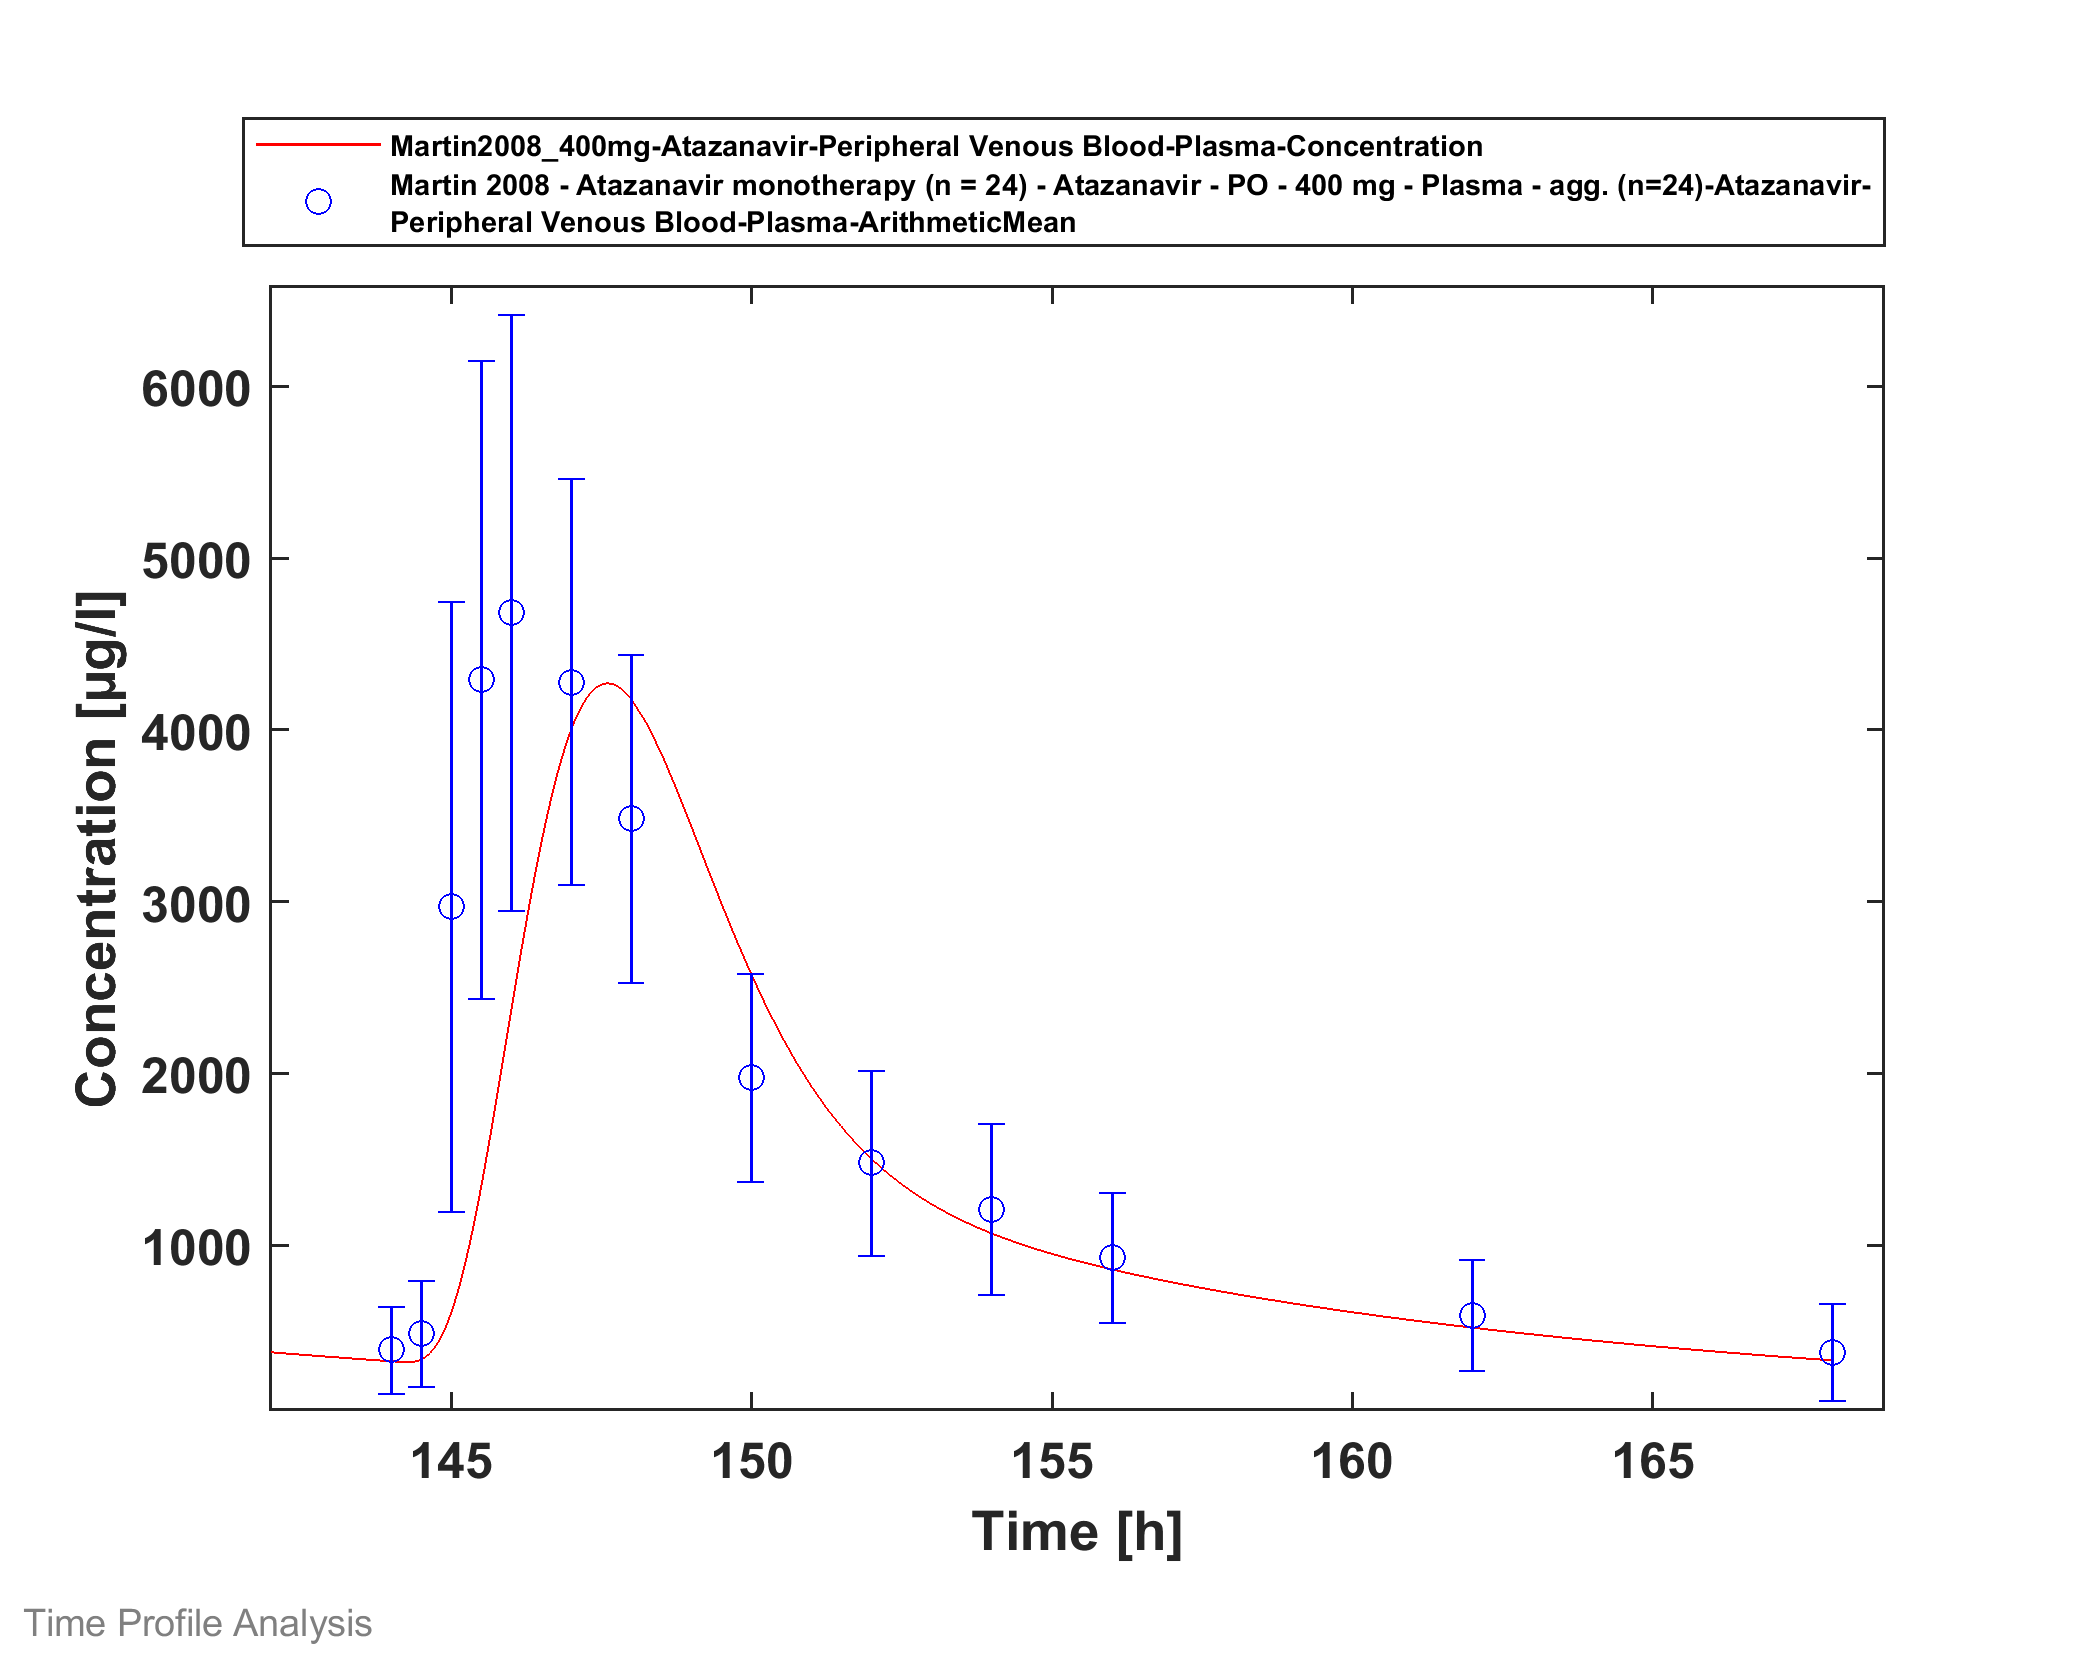 Martin2008_400mg-Atazanavir-Peripheral Venous Blood-Plasma-Concentration
Martin 2008 - Atazanavir monotherapy (n = 24) - Atazanavir - PO - 400 mg - Plasma - agg. (n=24)-Atazanavir-
Peripheral Venous Blood-Plasma-ArithmeticMean
6000
5000
4000
3000
2000
1000
Concentration [µg/l]
145 150 155 160 165
Time [h]
Time Profile Analysis